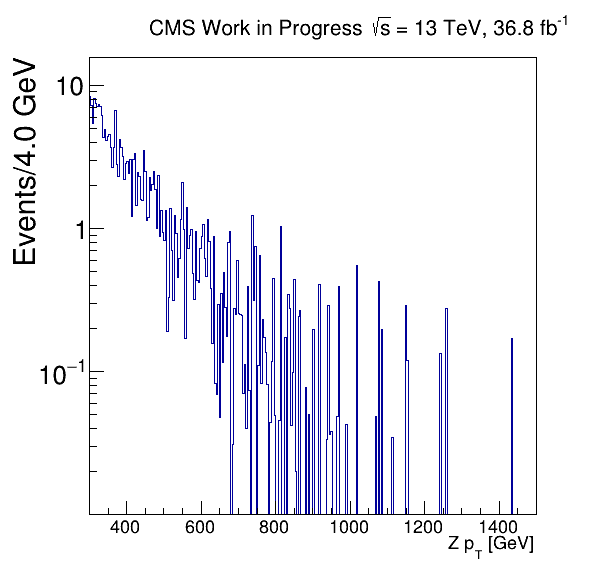 CMS Work in Progress √s = 13 TeV, 36.8 fb⁻¹
Events/4.0 GeV
10
1
10⁻¹
400 600 800 1000 1200 1400
Z p_T [GeV]